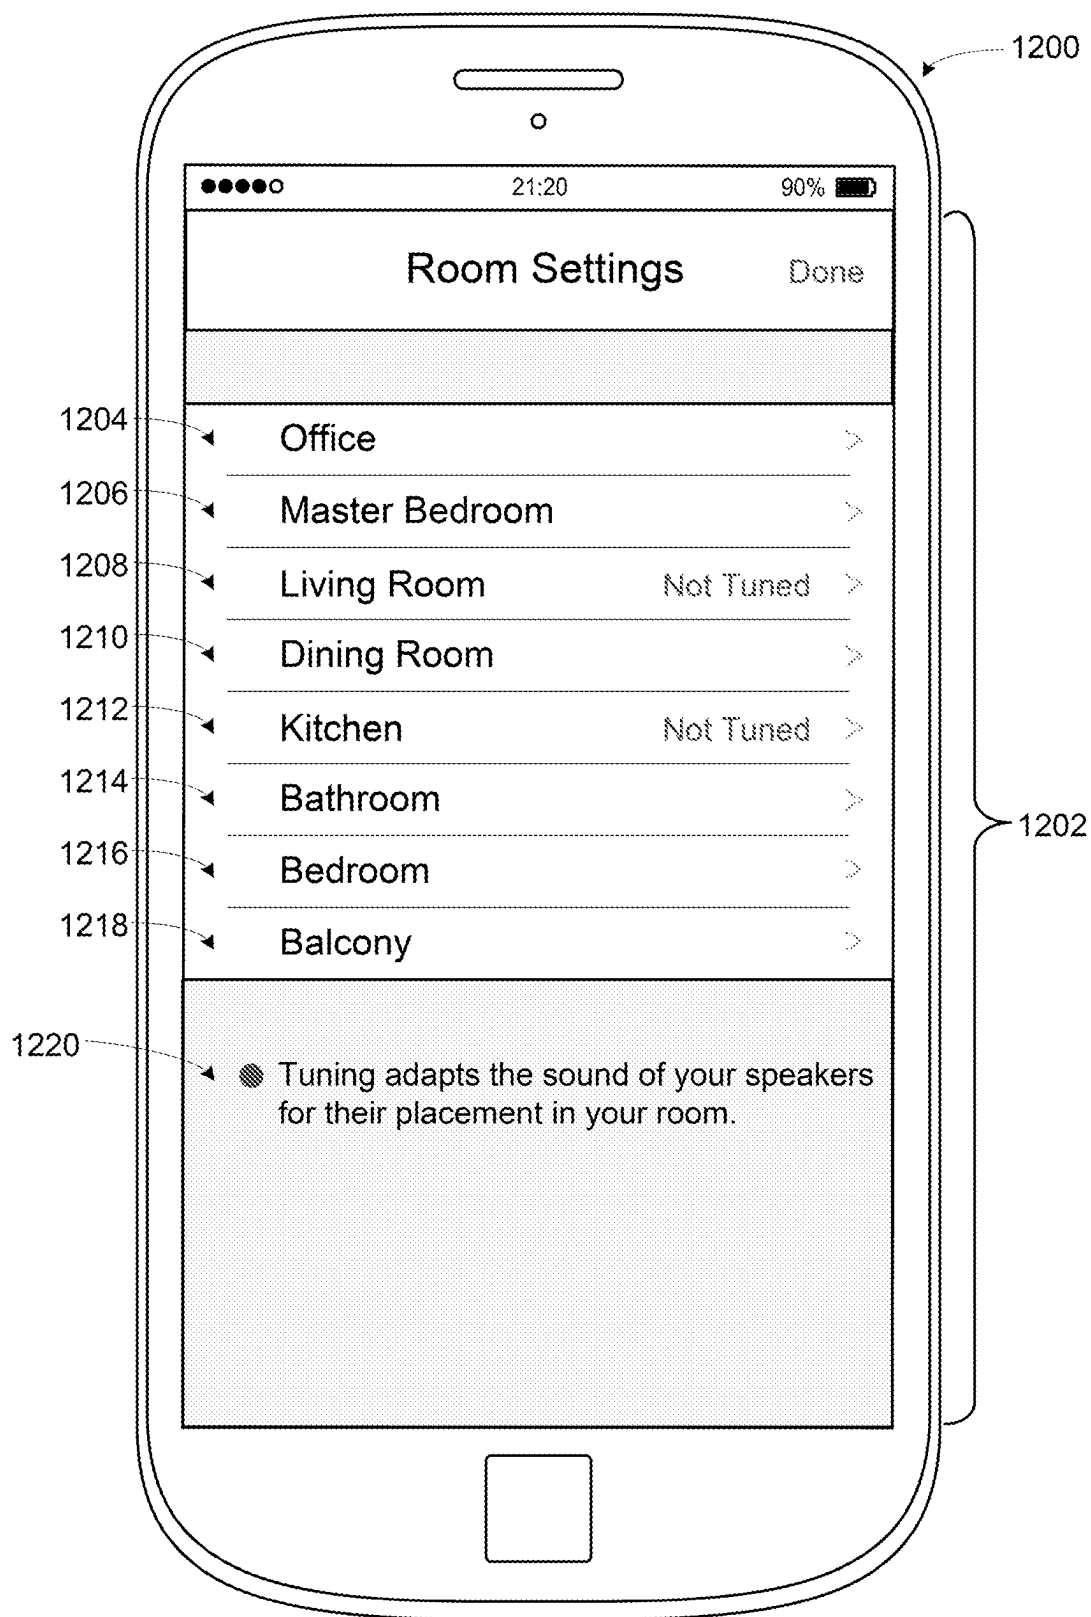 1200
21:20 90%
Room Settings Done
1204 Office >
1206 Master Bedroom >
1208 Living Room Not Tuned >
1210 Dining Room >
1212 Kitchen Not Tuned >
1214 Bathroom >
1202
1216 Bedroom >
1218 Balcony >
1220 Tuning adapts the sound of your speakers
for their placement in your room.